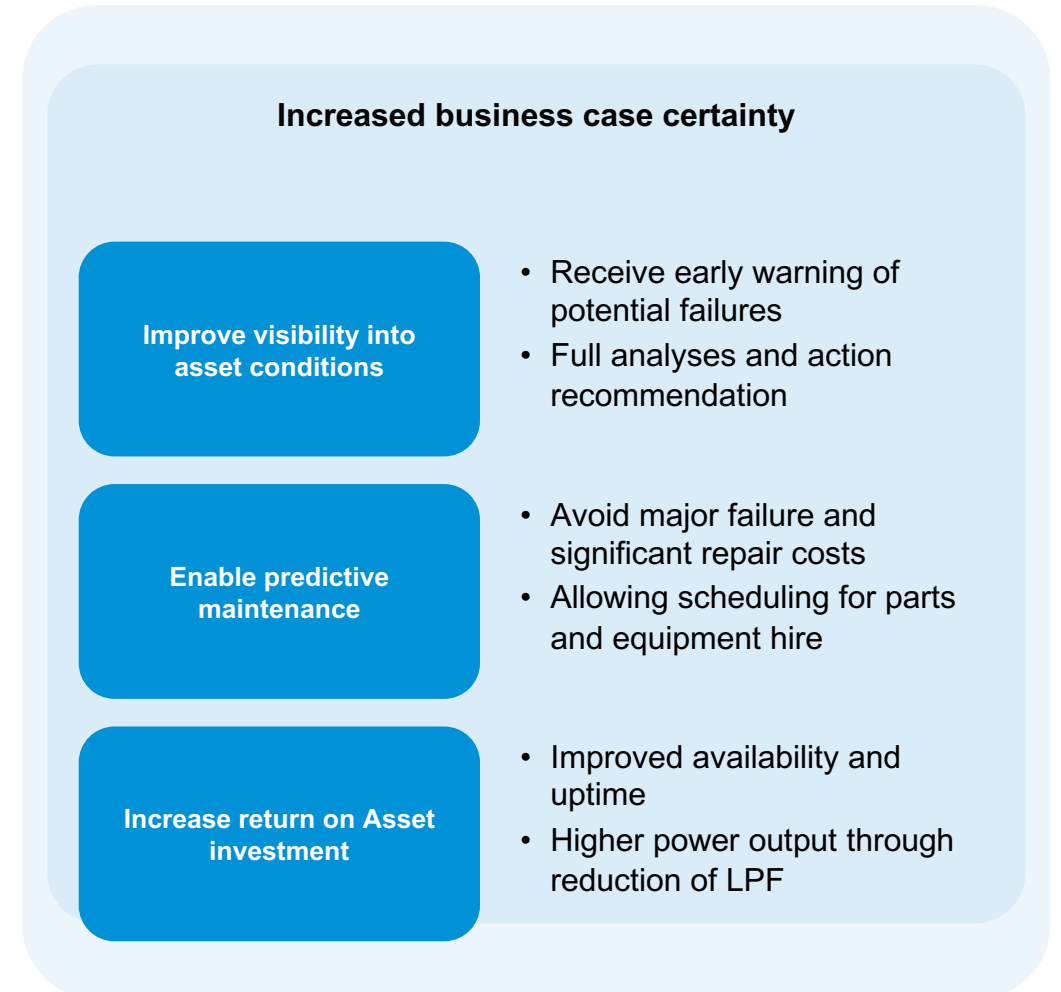 Increased business case certainty
Improve visibility into
asset conditions
• Receive early warning of
potential failures
• Full analyses and action
recommendation
Enable predictive
maintenance
• Avoid major failure and
significant repair costs
• Allowing scheduling for parts
and equipment hire
Increase return on Asset
investment
• Improved availability and
uptime
• Higher power output through
reduction of LPF